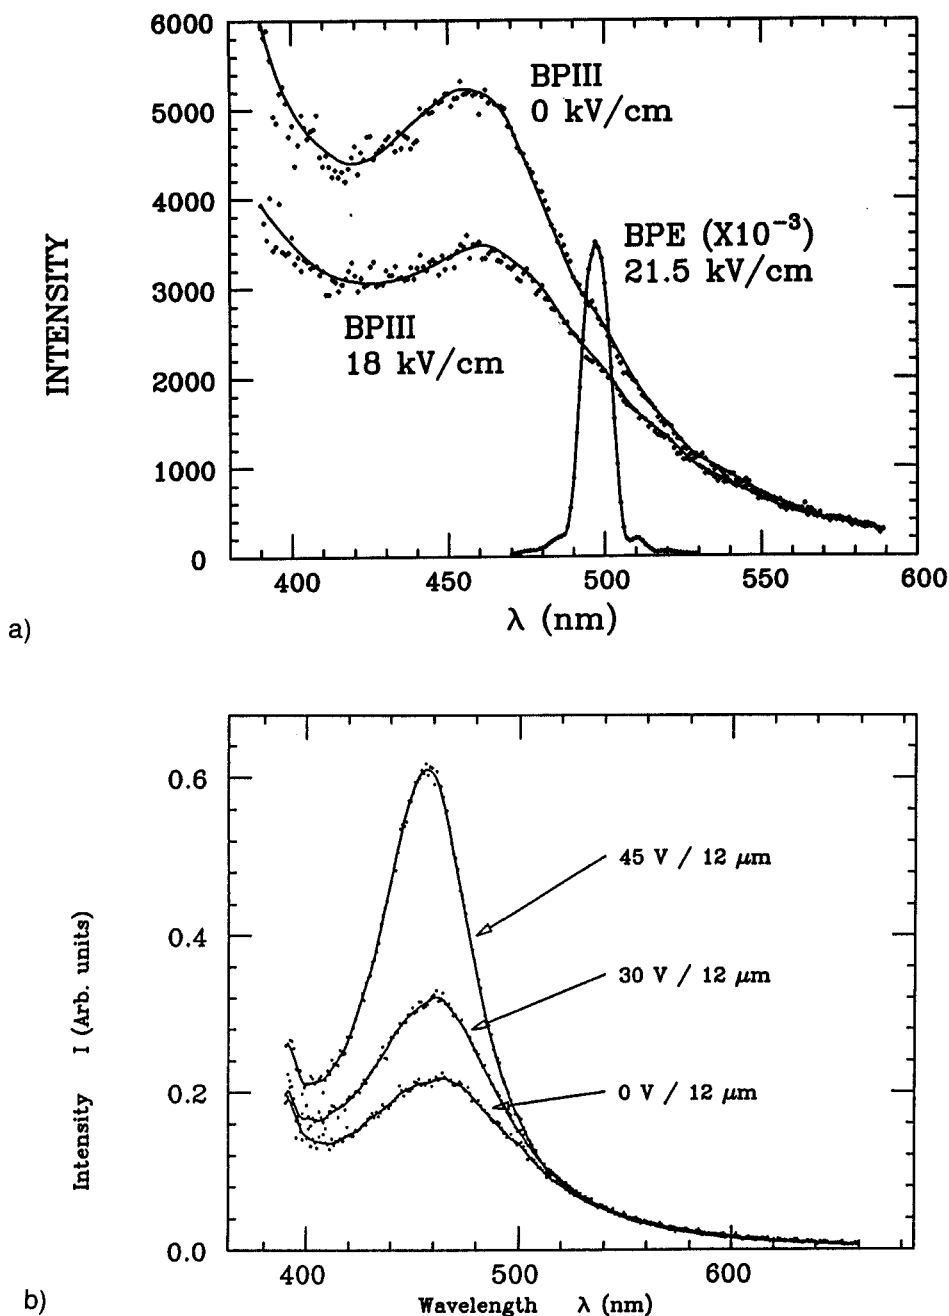 6000
5000
4000
3000
2000
1000
0
INTENSITY
BPIII
0 kV/cm
BPE (X10⁻³)
21.5 kV/cm
BPIII
18 kV/cm
400 450 500 550 600
λ (nm)
a)
0.6
0.4
0.2
0.0
Intensity I (Arb. units)
45 V / 12 μm
30 V / 12 μm
0 V / 12 μm
400 500 600
Wavelength λ (nm)
b)